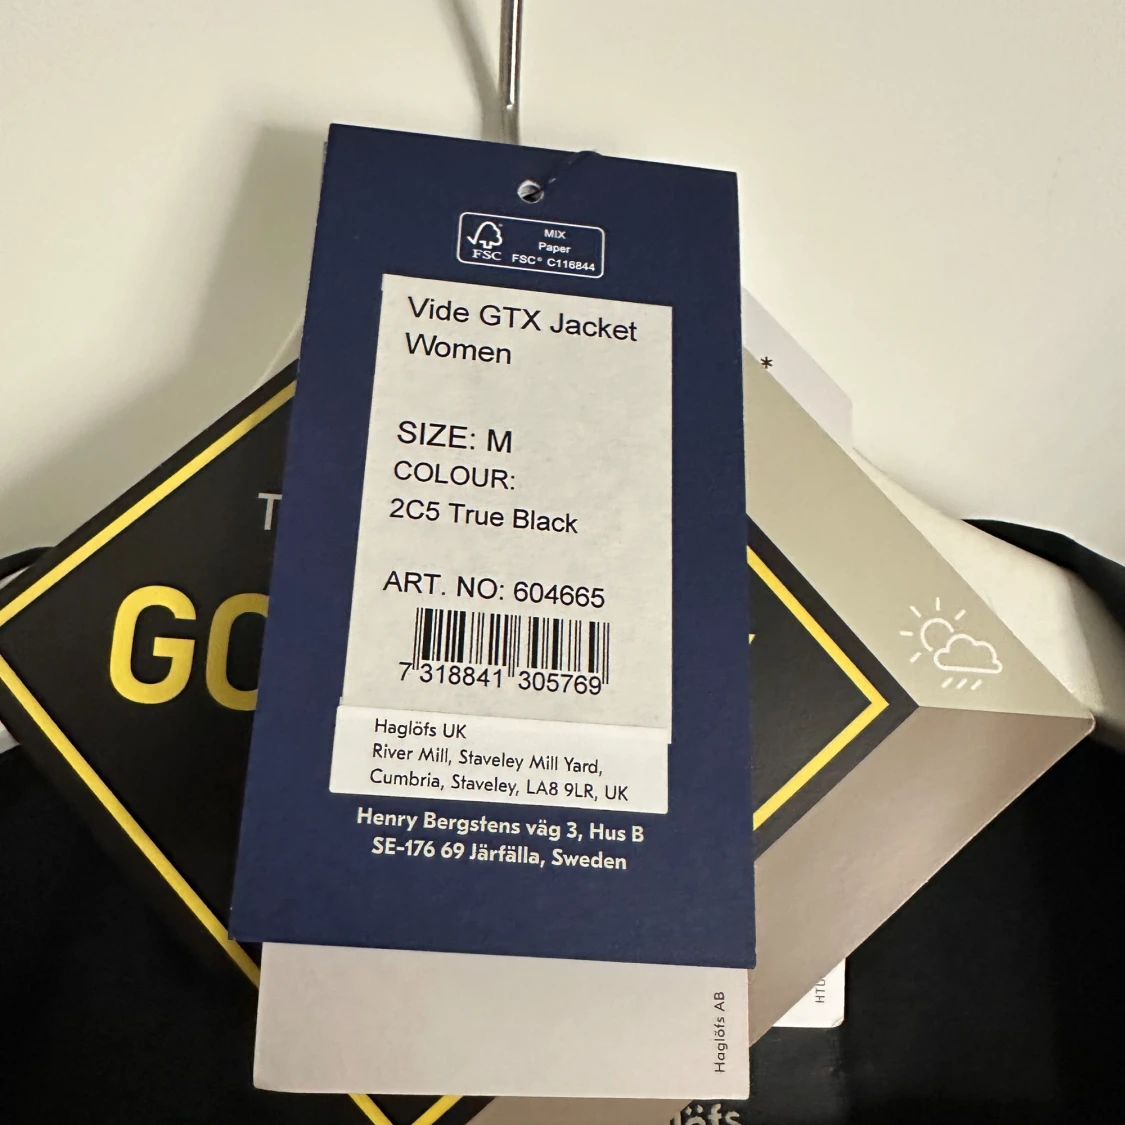 MIX
Paper
FSC
FSC® C116844
Vide GTX Jacket
Women
SIZE: M
COLOUR:
2C5 True Black
ART. NO: 604665
7 318841 305769
Haglöfs UK
River Mill, Staveley Mill Yard,
Cumbria, Staveley, LA8 9LR, UK
Henry Bergstens väg 3, Hus B
SE-176 69 Järfälla, Sweden
Haglöfs AB
*